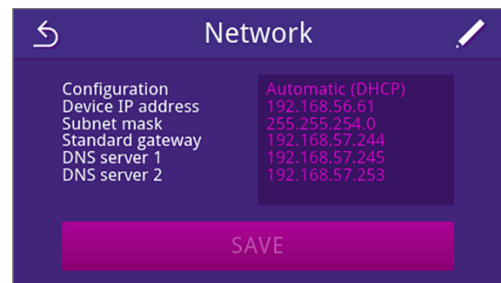 Network
Configuration Automatic (DHCP)
Device IP address 192.168.56.61
Subnet mask 255.255.254.0
Standard gateway 192.168.57.244
DNS server 1 192.168.57.245
DNS server 2 192.168.57.253
SAVE